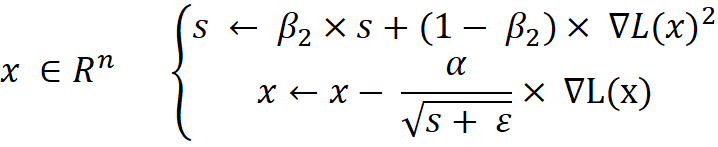 x ∈ Rⁿ
s ← β₂ × s + (1 − β₂) × ∇L(x)²
x ← x − α / √(s + ε) × ∇L(x)